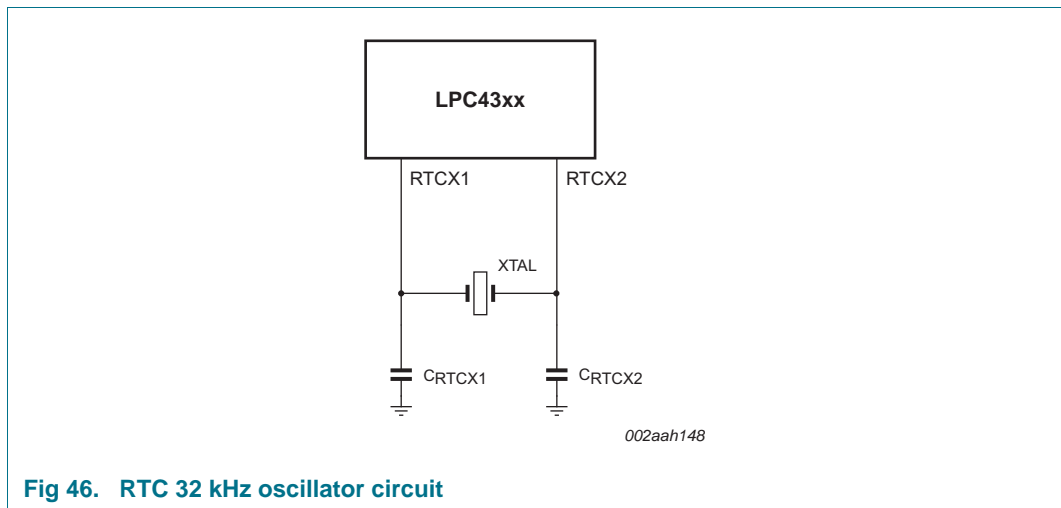 LPC43xx
RTCX1
RTCX2
XTAL
CRTCX1
CRTCX2
002aah148
Fig 46. RTC 32 kHz oscillator circuit